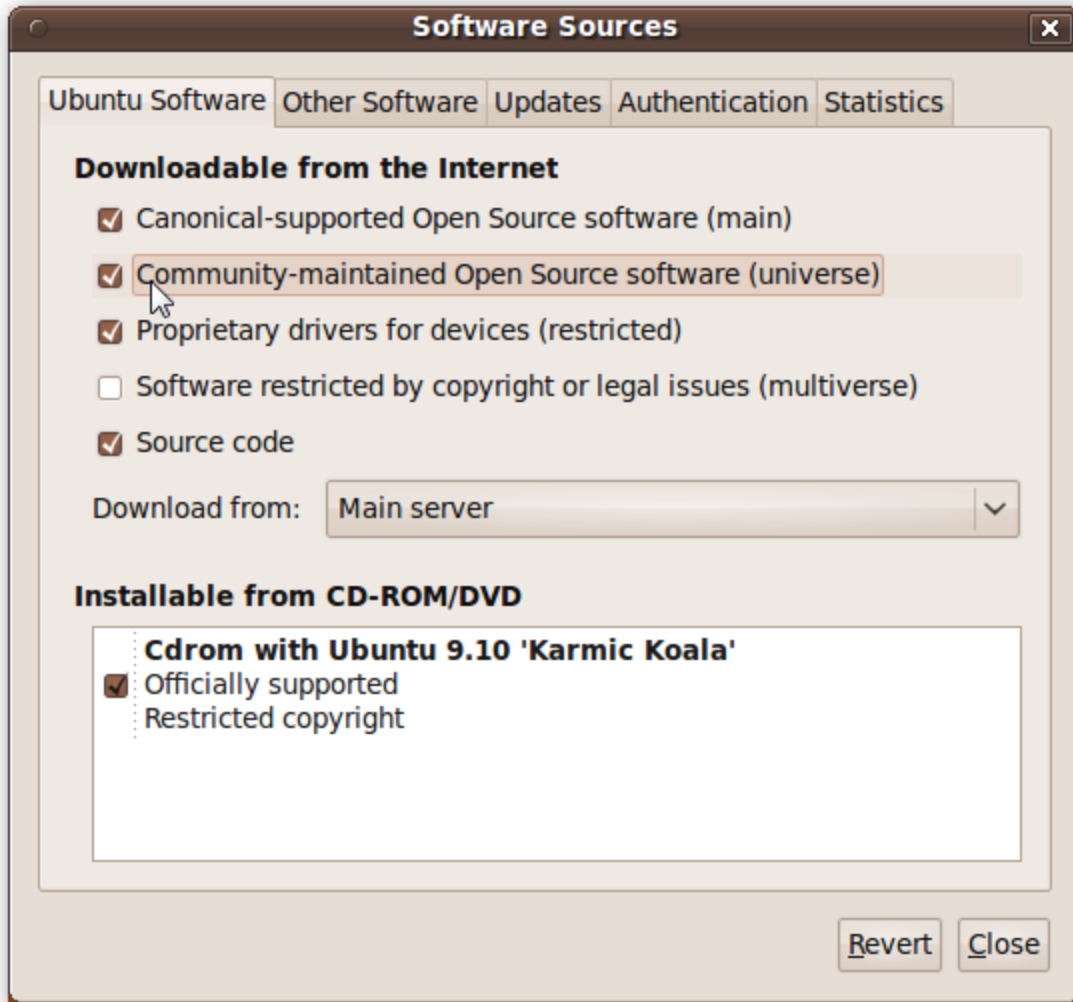 Software Sources
Ubuntu Software Other Software Updates Authentication Statistics
Downloadable from the Internet
Canonical-supported Open Source software (main)
Community-maintained Open Source software (universe)
Proprietary drivers for devices (restricted)
Software restricted by copyright or legal issues (multiverse)
Source code
Download from: Main server
Installable from CD-ROM/DVD
Cdrom with Ubuntu 9.10 'Karmic Koala'
Officially supported
Restricted copyright
Revert Close